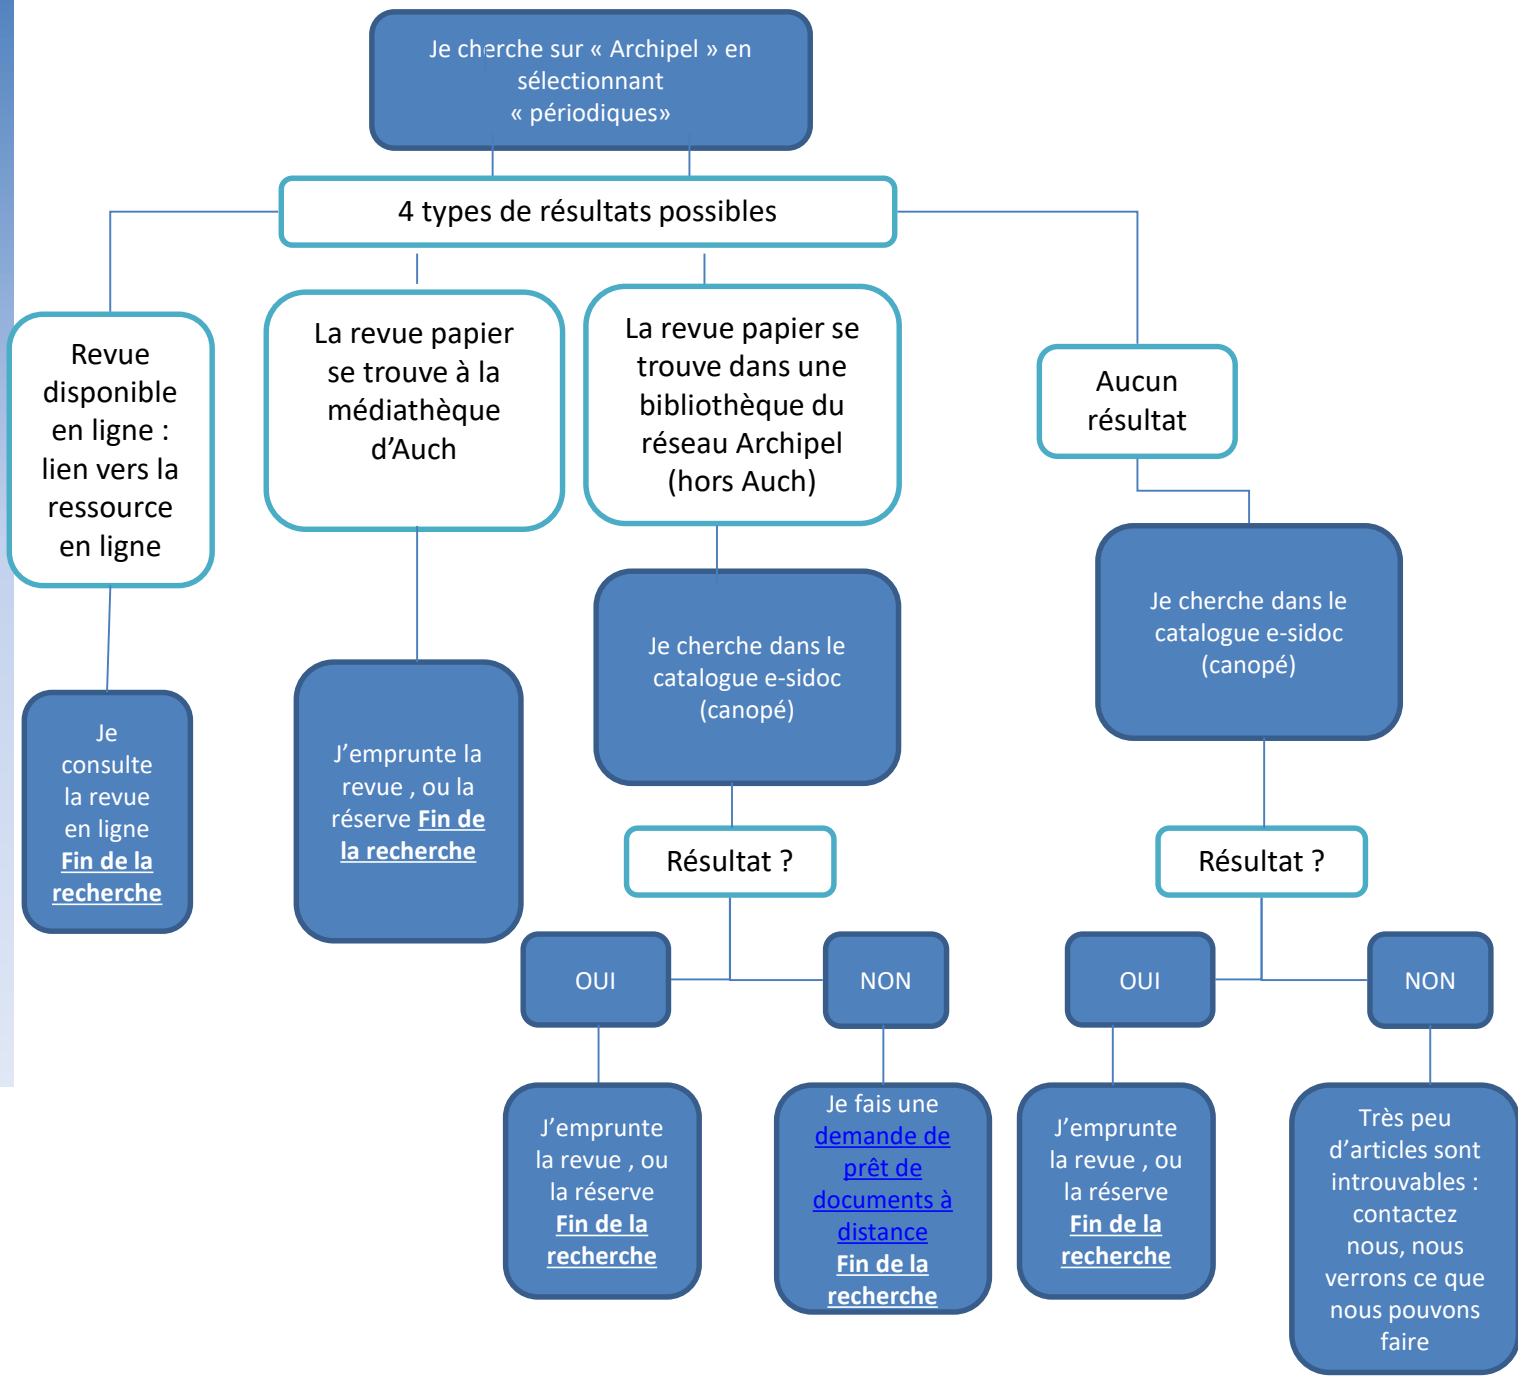 Je cherche sur « Archipel » en
sélectionnant
« périodiques»
4 types de résultats possibles
Revue
disponible
en ligne :
lien vers la
ressource
en ligne
La revue papier
se trouve à la
médiathèque
d’Auch
La revue papier se
trouve dans une
bibliothèque du
réseau Archipel
(hors Auch)
Aucun
résultat
Je
consulte
la revue
en ligne
Fin de la
recherche
J’emprunte la
revue , ou la
réserve Fin de
la recherche
Je cherche dans le
catalogue e-sidoc
(canopé)
Je cherche dans le
catalogue e-sidoc
(canopé)
Résultat ?
Résultat ?
OUI
NON
OUI
NON
J’emprunte
la revue , ou
la réserve
Fin de la
recherche
Je fais une
demande de
prêt de
documents à
distance
Fin de la
recherche
J’emprunte
la revue , ou
la réserve
Fin de la
recherche
Très peu
d’articles sont
introuvables :
contactez
nous, nous
verrons ce que
nous pouvons
faire